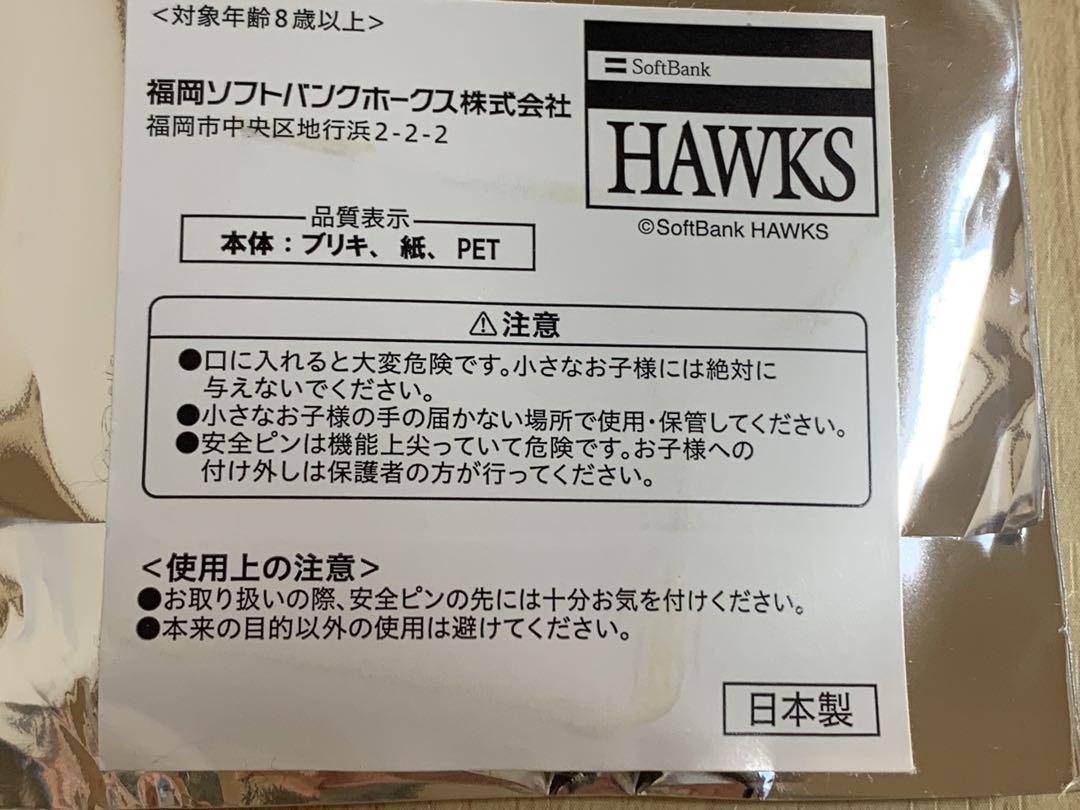 ＜対象年齢8歳以上＞
福岡ソフトバンクホークス株式会社
福岡市中央区地行浜2-2-2
SoftBank
HAWKS
©SoftBank HAWKS
品質表示
本体：ブリキ、紙、PET
⚠注意
●口に入れると大変危険です。小さなお子様には絶対に
与えないでください。
●小さなお子様の手の届かない場所で使用・保管してください。
●安全ピンは機能上尖っていて危険です。お子様への
付け外しは保護者の方が行ってください。
＜使用上の注意＞
●お取り扱いの際、安全ピンの先には十分お気を付けください。
●本来の目的以外の使用は避けてください。
日本製